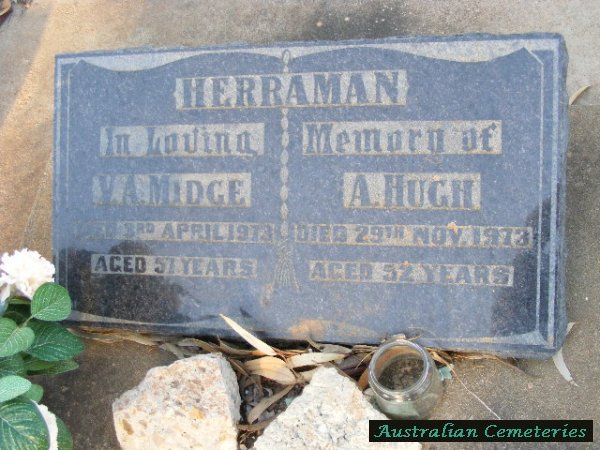 HERRAMAN
In Loving Memory of
V.A. MIDGE A. HUGH
DIED 3RD APRIL 1973 DIED 29TH NOV. 1973
AGED YEARS AGED 52 YEARS
Australian Cemeteries